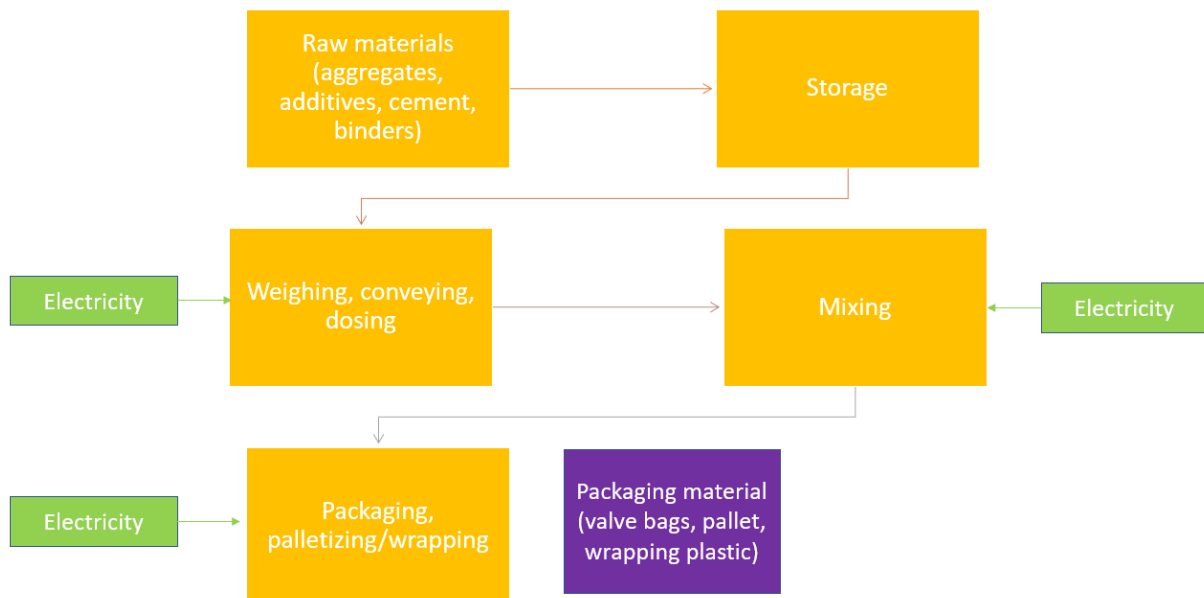 Raw materials
(aggregates,
additives, cement,
binders)
Storage
Electricity
Weighing, conveying,
dosing
Mixing
Electricity
Electricity
Packaging,
palletizing/wrapping
Packaging material
(valve bags, pallet,
wrapping plastic)